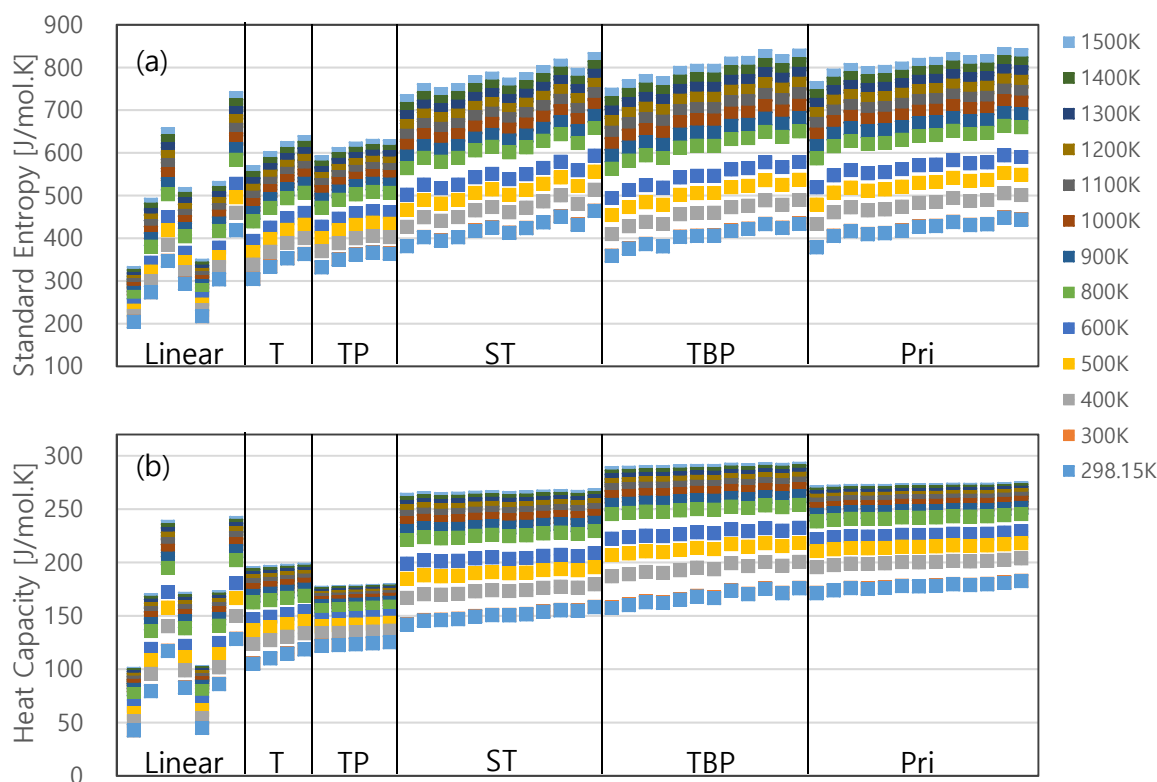 Standard Entropy [J/mol.K]
900
800
700
600
500
400
300
200
100
(a)
Linear T TP ST TBP Pri
Heat Capacity [J/mol.K]
300
250
200
150
100
50
0
(b)
Linear T TP ST TBP Pri
1500K
1400K
1300K
1200K
1100K
1000K
900K
800K
600K
500K
400K
300K
298.15K